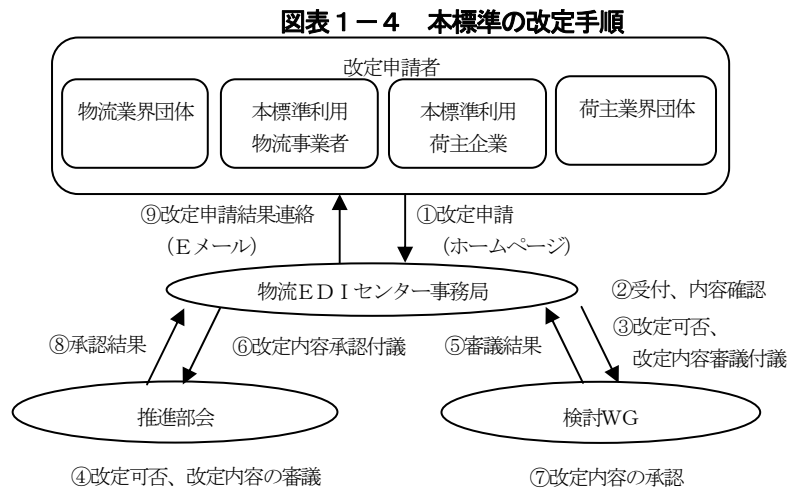 図表１－４　本標準の改定手順
改定申請者
物流業界団体
本標準利用
物流事業者
本標準利用
荷主企業
荷主業界団体
⑨改定申請結果連絡
（Ｅメール）
①改定申請
（ホームページ）
物流ＥＤＩセンター事務局
②受付、内容確認
③改定可否、
改定内容審議付議
⑧承認結果
⑥改定内容承認付議
⑤審議結果
推進部会
検討WG
④改定可否、改定内容の審議
⑦改定内容の承認